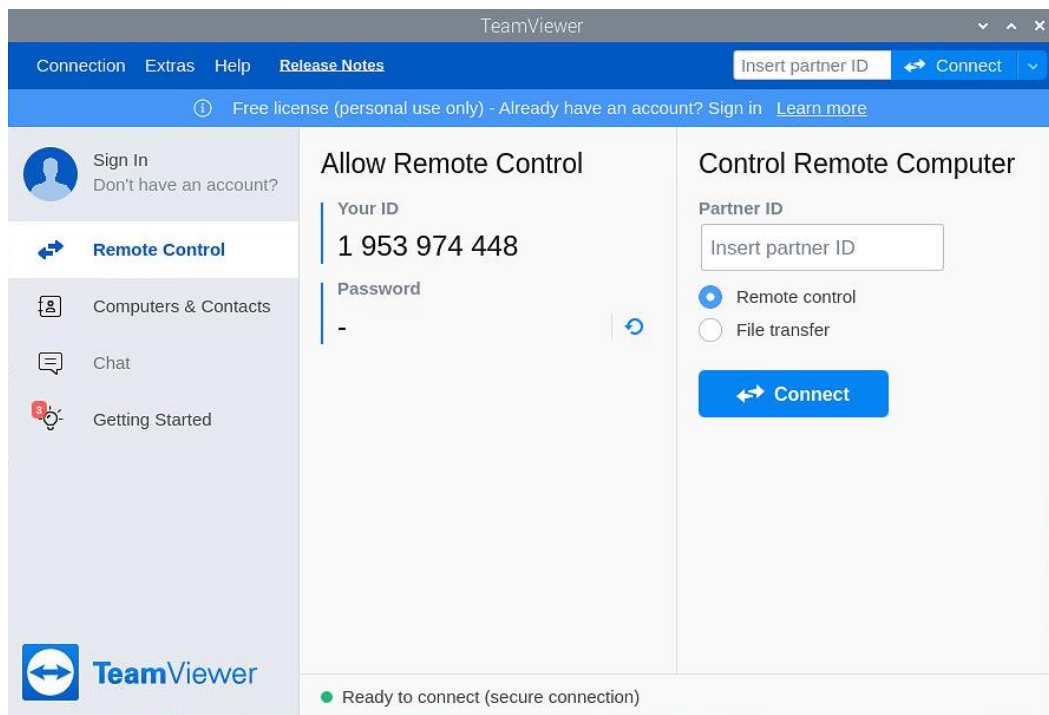 TeamViewer
Connection Extras Help Release Notes
Insert partner ID Connect
Free license (personal use only) - Already have an account? Sign in Learn more
Sign In
Don't have an account?
Remote Control
Computers & Contacts
Chat
3
Getting Started
TeamViewer
Allow Remote Control
Your ID
1 953 974 448
Password
-
Control Remote Computer
Partner ID
Insert partner ID
Remote control
File transfer
Connect
Ready to connect (secure connection)